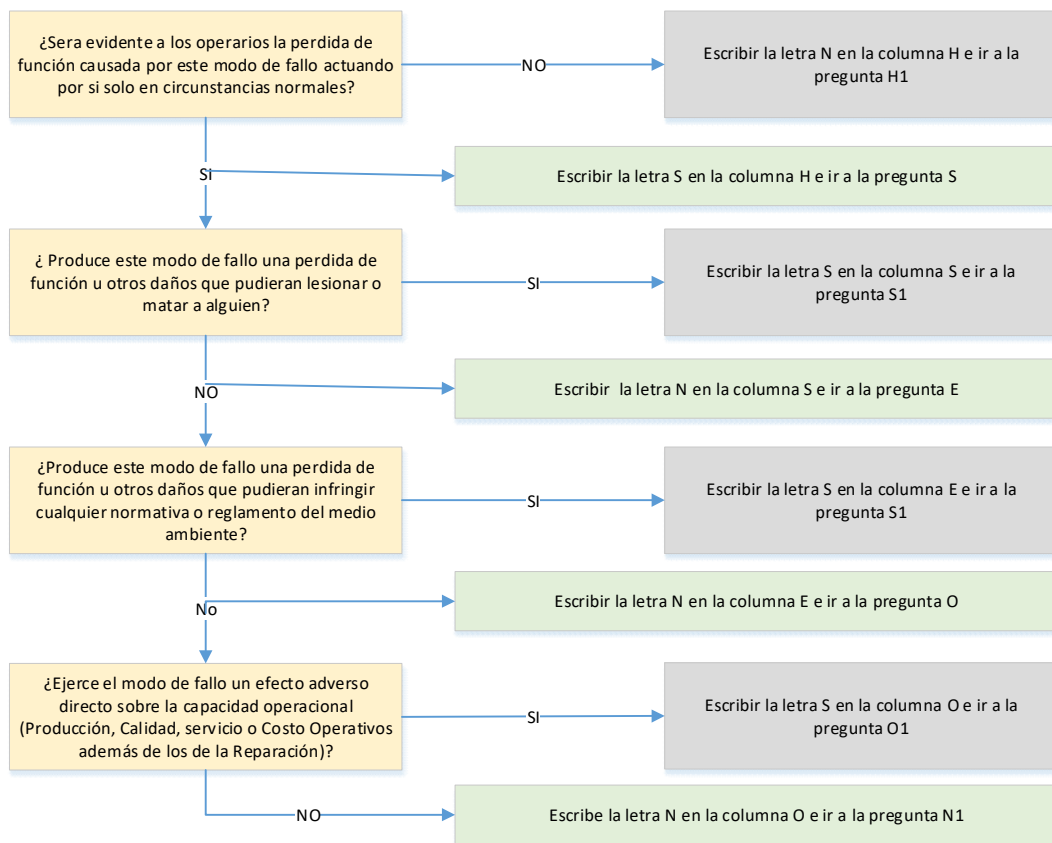 ¿Sera evidente a los operarios la perdida de
función causada por este modo de fallo actuando
por si solo en circunstancias normales?
NO
Escribir la letra N en la columna H e ir a la
pregunta H1
SI
Escribir la letra S en la columna H e ir a la pregunta S
¿ Produce este modo de fallo una perdida de
función u otros daños que pudieran lesionar o
matar a alguien?
SI
Escribir la letra S en la columna S e ir a la
pregunta S1
NO
Escribir la letra N en la columna S e ir a la pregunta E
¿Produce este modo de fallo una perdida de
función u otros daños que pudieran infringir
cualquier normativa o reglamento del medio
ambiente?
SI
Escribir la letra S en la columna E e ir a la
pregunta S1
No
Escribir la letra N en la columna E e ir a la pregunta O
¿Ejerce el modo de fallo un efecto adverso
directo sobre la capacidad operacional
(Producción, Calidad, servicio o Costo Operativos
además de los de la Reparación)?
SI
Escribir la letra S en la columna O e ir a la
pregunta O1
NO
Escribe la letra N en la columna O e ir a la pregunta N1